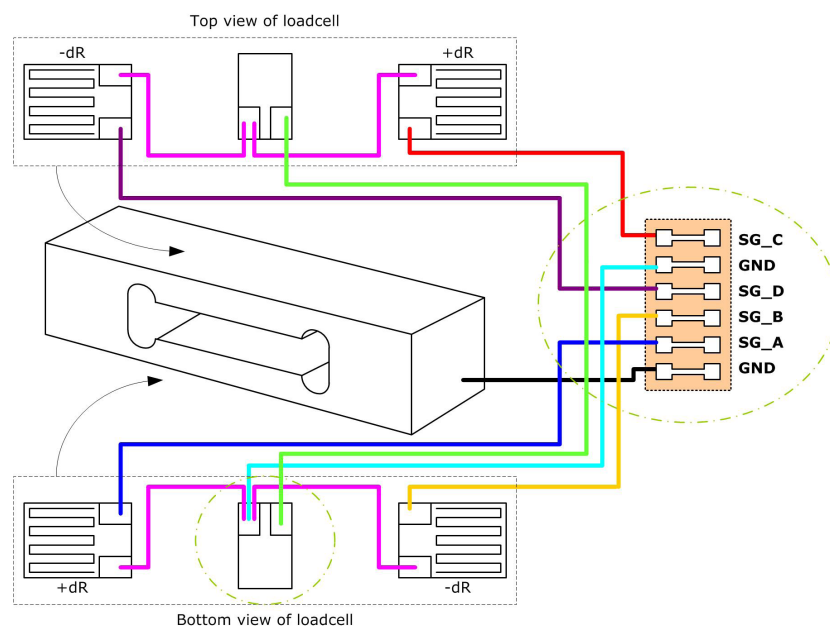 Top view of loadcell
-dR
+dR
SG_C
GND
SG_D
SG_B
SG_A
GND
+dR
-dR
Bottom view of loadcell